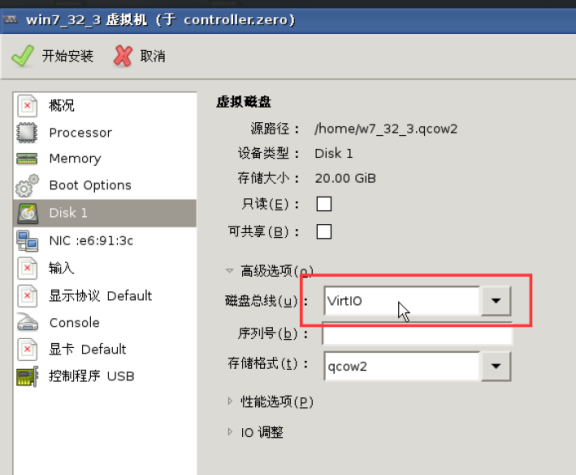 win7_32_3 虚拟机（于 controller.zero）
开始安装 取消
概况
Processor
Memory
Boot Options
Disk 1
NIC :e6:91:3c
输入
显示协议 Default
Console
显卡 Default
控制程序 USB
虚拟磁盘
源路径： /home/w7_32_3.qcow2
设备类型： Disk 1
存储大小： 20.00 GiB
只读(E)：
可共享(B)：
高级选项(o)
磁盘总线(u)： VirtIO
序列号(b)：
存储格式(t)： qcow2
性能选项(P)
IO 调整